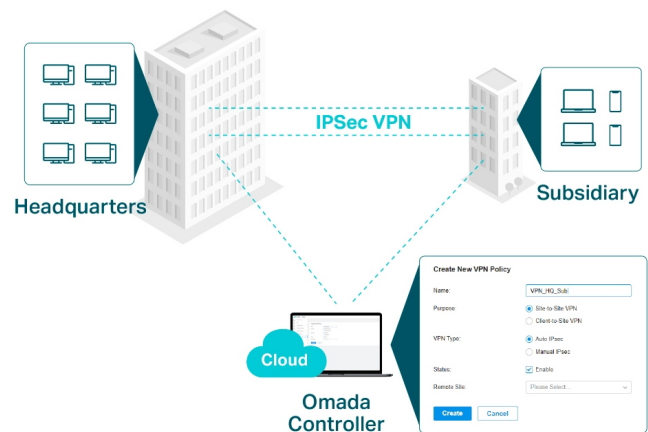 IPSec VPN
Headquarters
Subsidiary
Cloud
Omada
Controller
Create New VPN Policy
Name:
VPN_HQ_Sub
Purpose:
Site-to-Site VPN
Client-to-Site VPN
VPN Type:
Auto IPsec
Manual IPsec
Status:
Enable
Remote Site
Please Select...
Create
Cancel